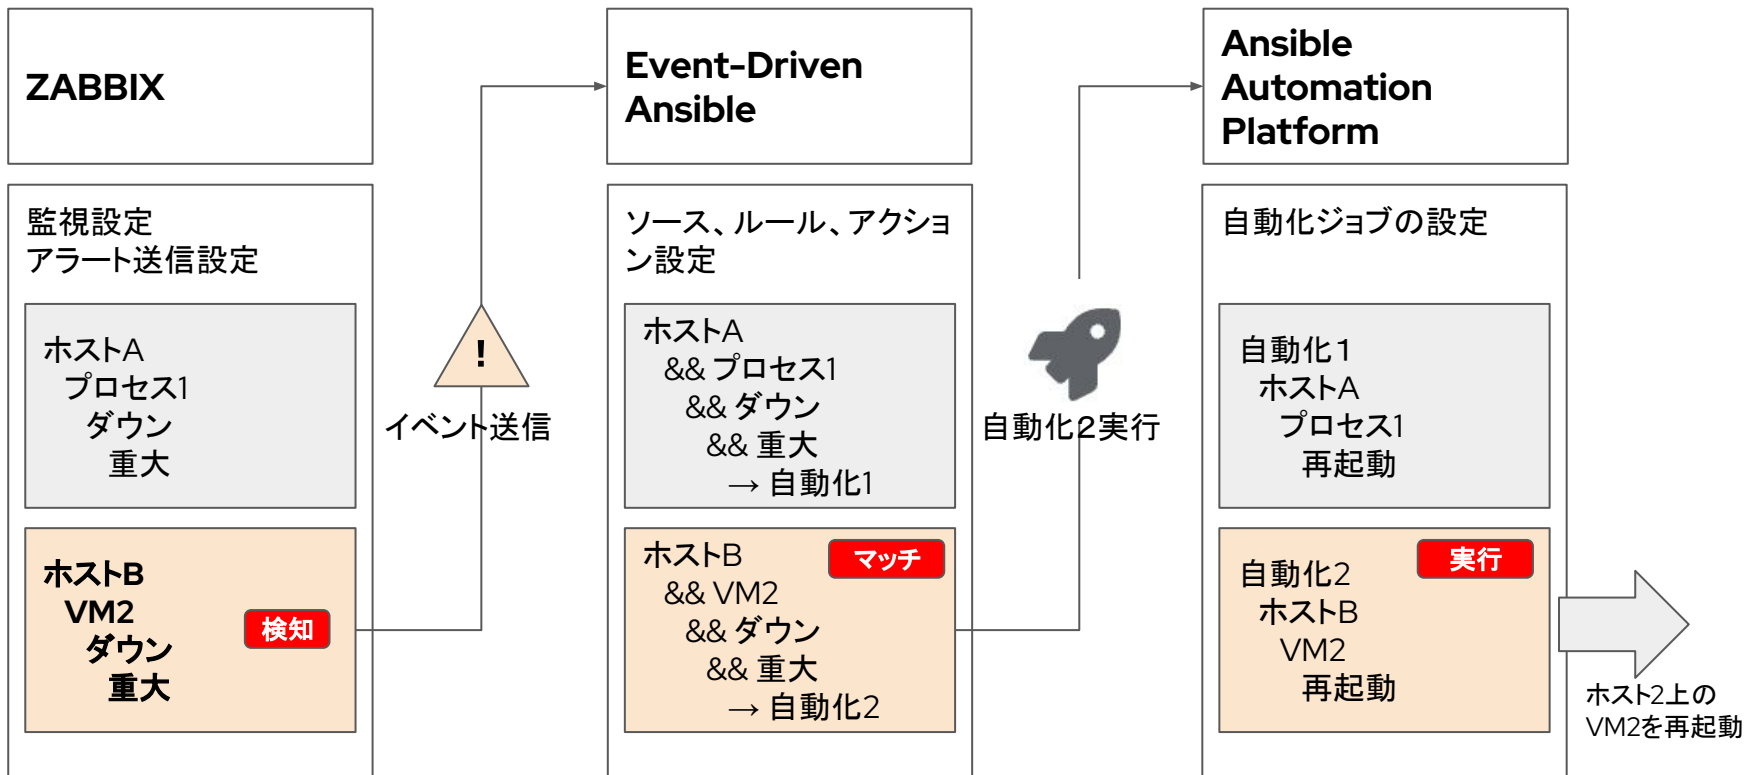 ZABBIX
監視設定
アラート送信設定
ホストA
プロセス1
ダウン
重大
ホストB
VM2
ダウン
重大
検知
!
イベント送信
Event-Driven
Ansible
ソース、ルール、アクショ
ン設定
ホストA
&& プロセス1
&& ダウン
&& 重大
→ 自動化1
ホストB
マッチ
&& VM2
&& ダウン
&& 重大
→ 自動化2
自動化2実行
Ansible
Automation
Platform
自動化ジョブの設定
自動化1
ホストA
プロセス1
再起動
自動化2
実行
ホストB
VM2
再起動
ホスト2上の
VM2を再起動